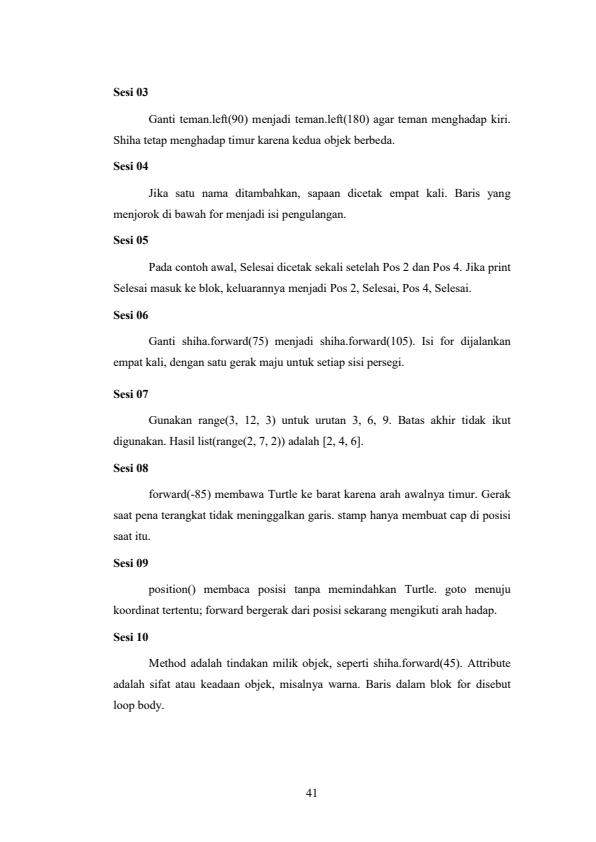 Sesi 03
Ganti teman.left(90) menjadi teman.left(180) agar teman menghadap kiri.
Shiha tetap menghadap timur karena kedua objek berbeda.
Sesi 04
Jika satu nama ditambahkan, sapaan dicetak empat kali. Baris yang
menjorok di bawah for menjadi isi pengulangan.
Sesi 05
Pada contoh awal, Selesai dicetak sekali setelah Pos 2 dan Pos 4. Jika print
Selesai masuk ke blok, keluarannya menjadi Pos 2, Selesai, Pos 4, Selesai.
Sesi 06
Ganti shiha.forward(75) menjadi shiha.forward(105). Isi for dijalankan
empat kali, dengan satu gerak maju untuk setiap sisi persegi.
Sesi 07
Gunakan range(3, 12, 3) untuk urutan 3, 6, 9. Batas akhir tidak ikut
digunakan. Hasil list(range(2, 7, 2)) adalah [2, 4, 6].
Sesi 08
forward(-85) membawa Turtle ke barat karena arah awalnya timur. Gerak
saat pena terangkat tidak meninggalkan garis. stamp hanya membuat cap di posisi
saat itu.
Sesi 09
position() membaca posisi tanpa memindahkan Turtle. goto menuju
koordinat tertentu; forward bergerak dari posisi sekarang mengikuti arah hadap.
Sesi 10
Method adalah tindakan milik objek, seperti shiha.forward(45). Attribute
adalah sifat atau keadaan objek, misalnya warna. Baris dalam blok for disebut
loop body.
41